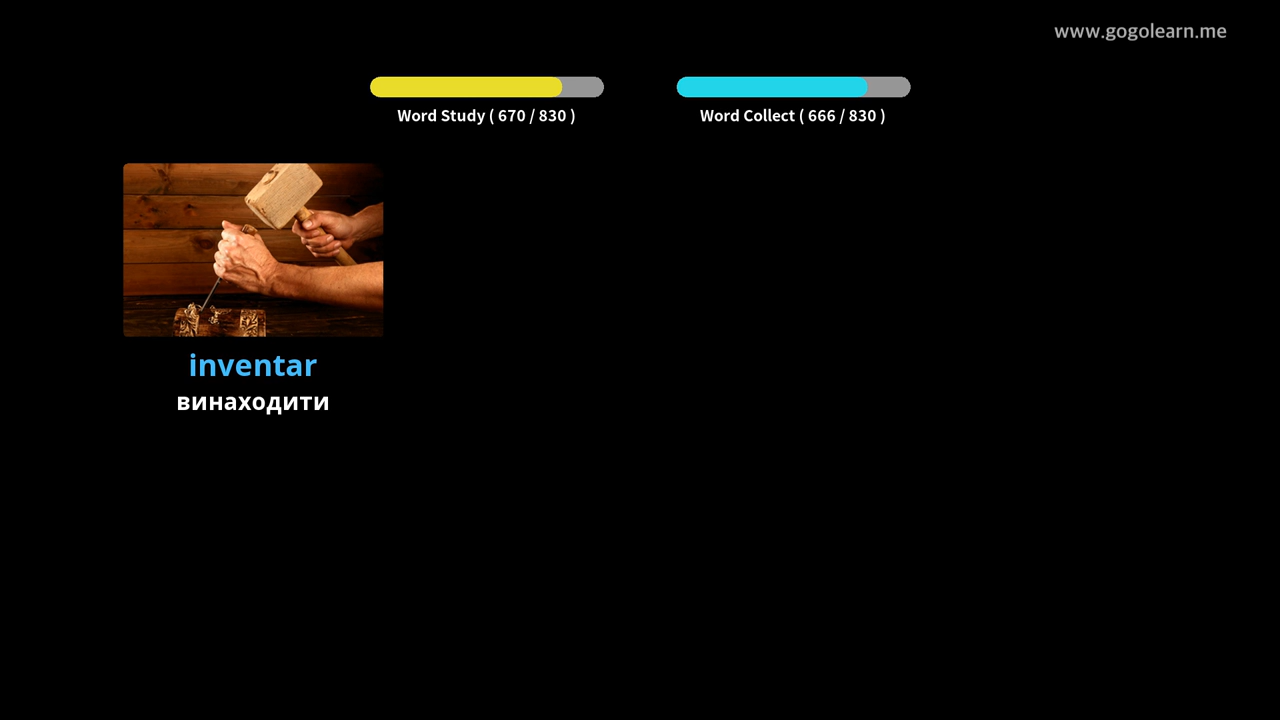 www.gogolearn.me
Word Study ( 670 / 830 )
Word Collect ( 666 / 830 )
inventar
винаходити